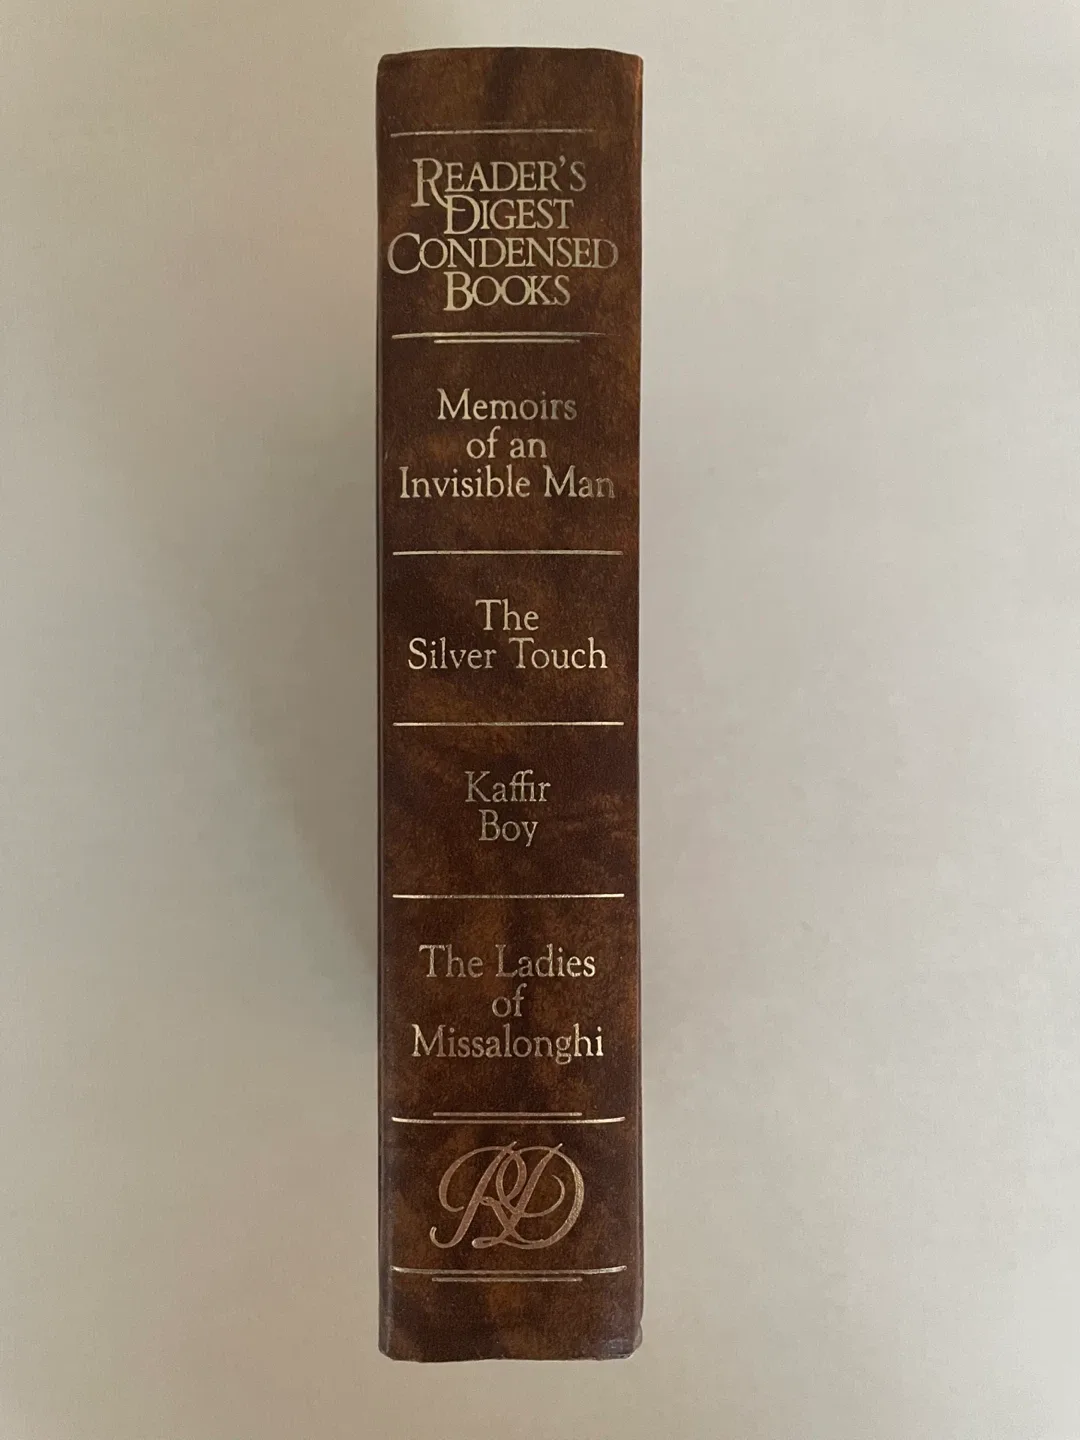 READER'S
DIGEST
CONDENSED
BOOKS
Memoirs
of an
Invisible Man
The
Silver Touch
Kaffir
Boy
The Ladies
of
Missalonghi
RD